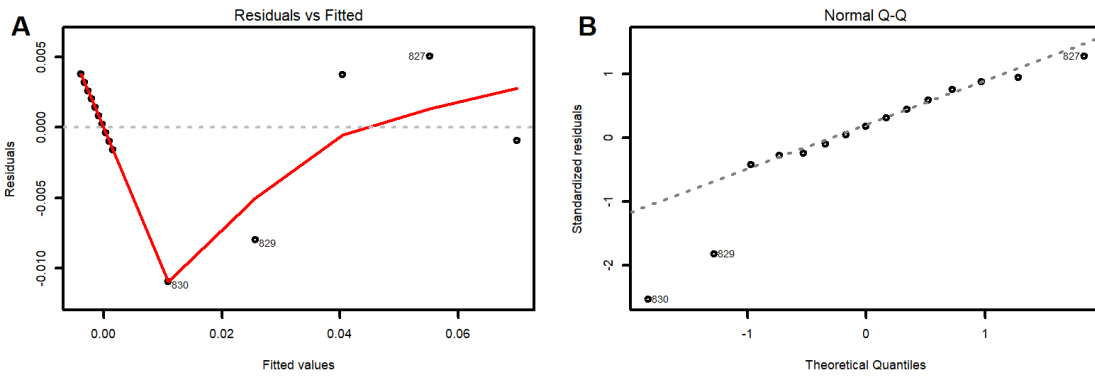 A
Residuals vs Fitted
0.005
0.000
-0.005
-0.010
Residuals
827
829
830
0.00 0.02 0.04 0.06
Fitted values
B
Normal Q-Q
1
0
-1
-2
Standardized residuals
827
829
830
-1 0 1
Theoretical Quantiles